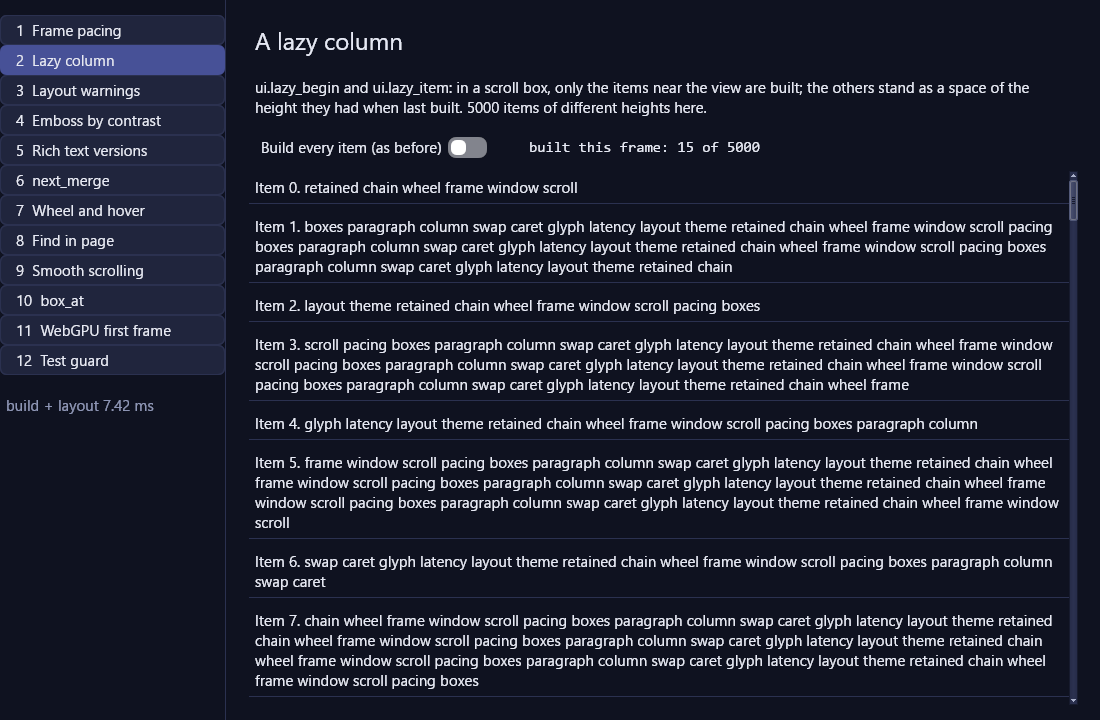 1 Frame pacing
2 Lazy column
3 Layout warnings
4 Emboss by contrast
5 Rich text versions
6 next_merge
7 Wheel and hover
8 Find in page
9 Smooth scrolling
10 box_at
11 WebGPU first frame
12 Test guard
build + layout 7.42 ms
A lazy column
ui.lazy_begin and ui.lazy_item: in a scroll box, only the items near the view are built; the others stand as a space of the
height they had when last built. 5000 items of different heights here.
Build every item (as before)
built this frame: 15 of 5000
Item 0. retained chain wheel frame window scroll
Item 1. boxes paragraph column swap caret glyph latency layout theme retained chain wheel frame window scroll pacing
boxes paragraph column swap caret glyph latency layout theme retained chain wheel frame window scroll pacing boxes
paragraph column swap caret glyph latency layout theme retained chain
Item 2. layout theme retained chain wheel frame window scroll pacing boxes
Item 3. scroll pacing boxes paragraph column swap caret glyph latency layout theme retained chain wheel frame window
scroll pacing boxes paragraph column swap caret glyph latency layout theme retained chain wheel frame window scroll
pacing boxes paragraph column swap caret glyph latency layout theme retained chain wheel frame
Item 4. glyph latency layout theme retained chain wheel frame window scroll pacing boxes paragraph column
Item 5. frame window scroll pacing boxes paragraph column swap caret glyph latency layout theme retained chain wheel
frame window scroll pacing boxes paragraph column swap caret glyph latency layout theme retained chain wheel frame
window scroll pacing boxes paragraph column swap caret glyph latency layout theme retained chain wheel frame window
scroll
Item 6. swap caret glyph latency layout theme retained chain wheel frame window scroll pacing boxes paragraph column
swap caret
Item 7. chain wheel frame window scroll pacing boxes paragraph column swap caret glyph latency layout theme retained
chain wheel frame window scroll pacing boxes paragraph column swap caret glyph latency layout theme retained chain
wheel frame window scroll pacing boxes paragraph column swap caret glyph latency layout theme retained chain wheel
frame window scroll pacing boxes